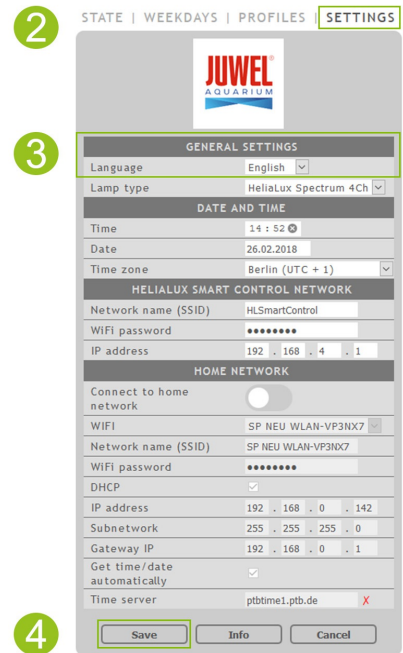 2
STATE | WEEKDAYS | PROFILES | SETTINGS
JUWEL
AQUARIUM
3
GENERAL SETTINGS
Language English
Lamp type HeliaLux Spectrum 4Ch
DATE AND TIME
Time 14 : 52
Date 26.02.2018
Time zone Berlin (UTC + 1)
HELIALUX SMART CONTROL NETWORK
Network name (SSID) HLSmartControl
WiFi password ●●●●●●●●
IP address 192 . 168 . 4 . 1
HOME NETWORK
Connect to home
network
WIFI SP NEU WLAN-VP3NX7
Network name (SSID) SP NEU WLAN-VP3NX7
WiFi password ●●●●●●●●
DHCP
IP address 192 . 168 . 0 . 142
Subnetwork 255 . 255 . 255 . 0
Gateway IP 192 . 168 . 0 . 1
Get time/date
automatically
Time server ptbtime1.ptb.de X
4
Save Info Cancel